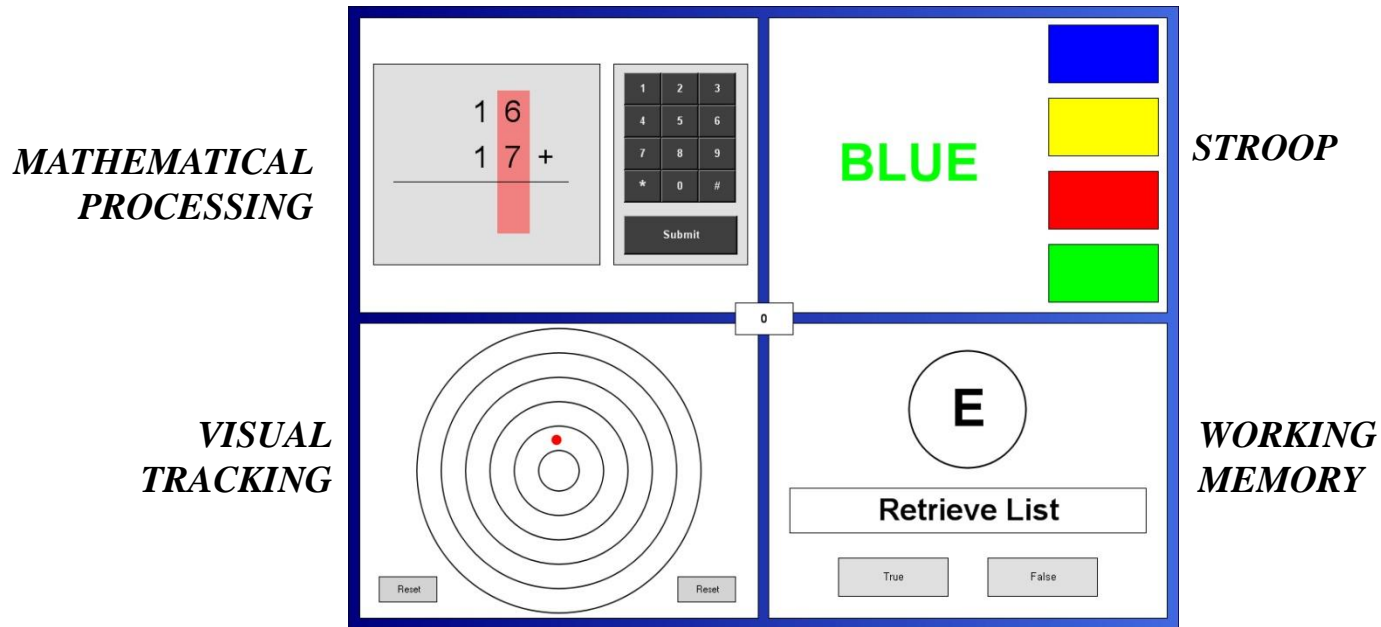 MATHEMATICAL
PROCESSING
1 6
1 7 +
1 2 3
4 5 6
7 8 9
* 0 #
Submit
BLUE
STROOP
0
VISUAL
TRACKING
Reset
Reset
E
Retrieve List
True False
WORKING
MEMORY